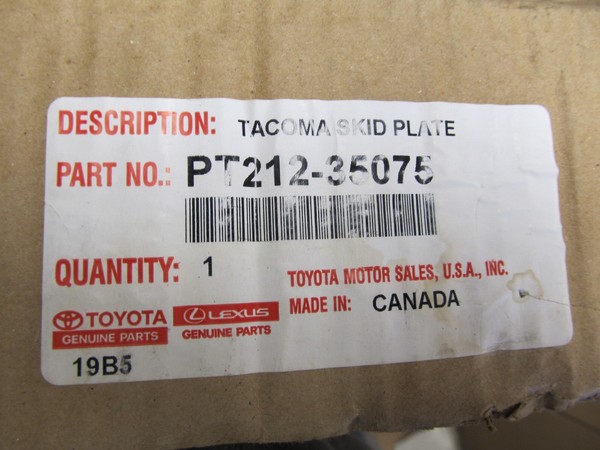 DESCRIPTION: TACOMA SKID PLATE
PART NO.: PT212-35075
QUANTITY: 1
TOYOTA MOTOR SALES, U.S.A., INC.
MADE IN: CANADA
TOYOTA
GENUINE PARTS
LEXUS
GENUINE PARTS
19B5